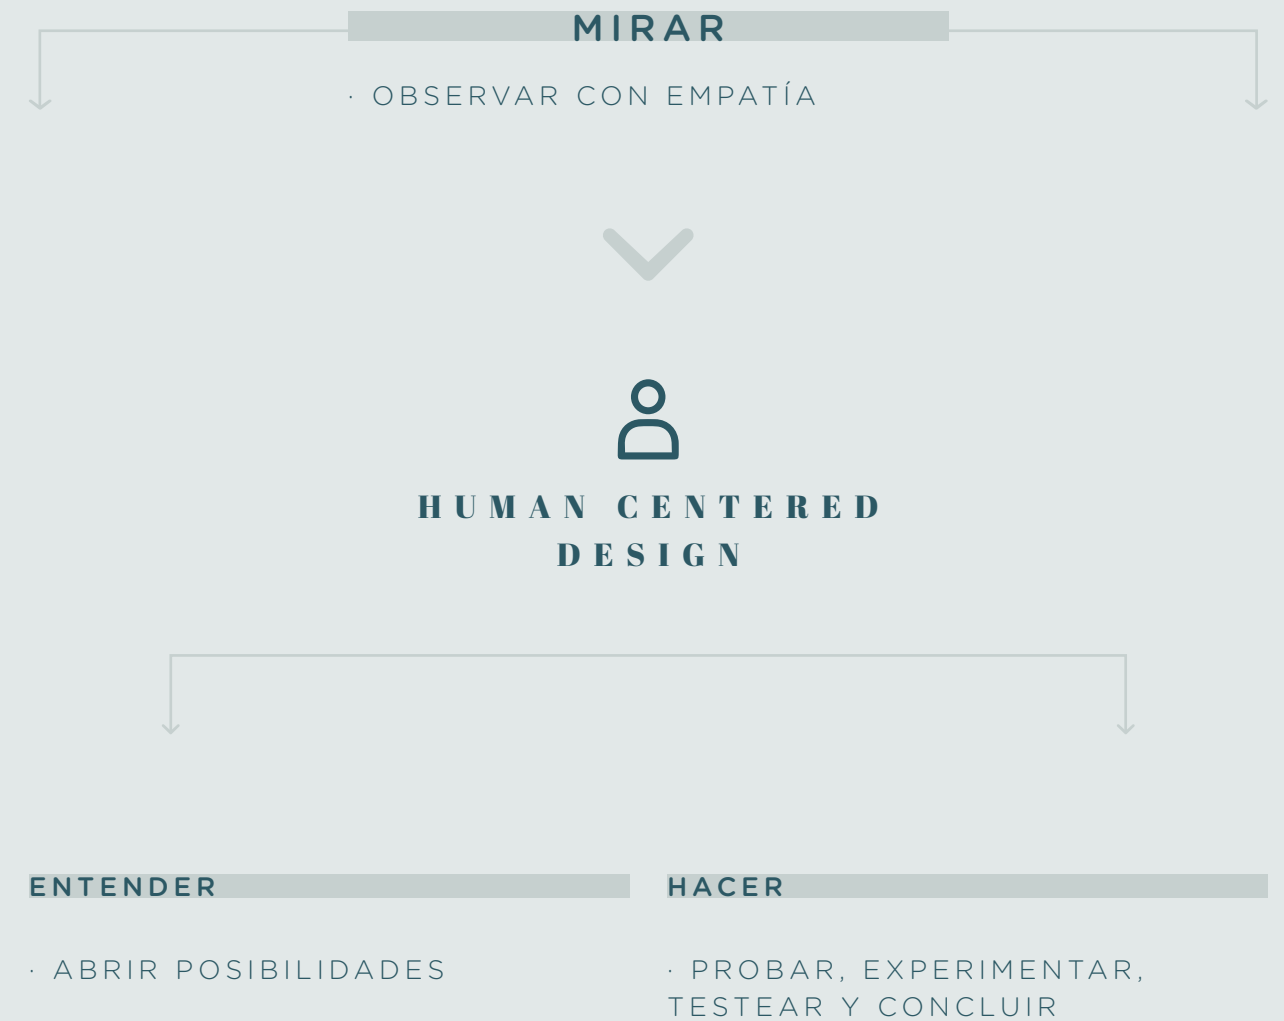 MIRAR
· OBSERVAR CON EMPATÍA
HUMAN CENTERED
DESIGN
ENTENDER
· ABRIR POSIBILIDADES
HACER
· PROBAR, EXPERIMENTAR,
TESTEAR Y CONCLUIR